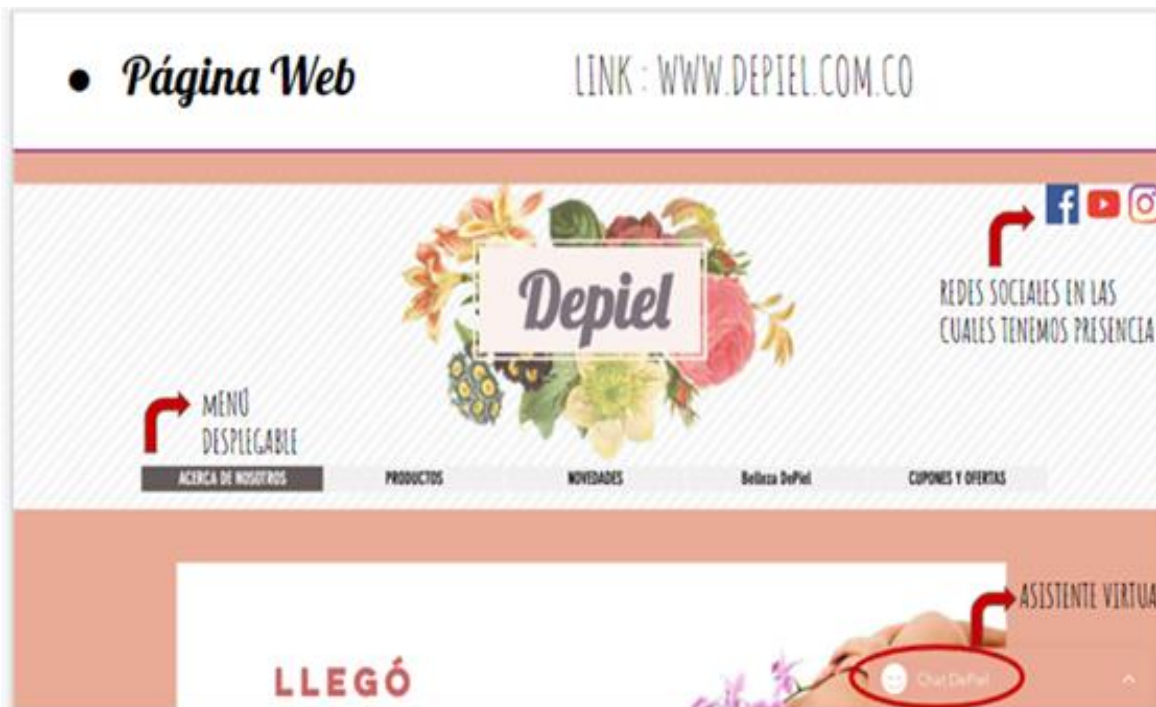 • Página Web
LINK : WWW.DEPIEL.COM.CO
Depiel
REDES SOCIALES EN LAS
CUALES TENEMOS PRESENCIA
MENÚ
DESPLEGABLE
ACERCA DE NOSOTROS
PRODUCTOS
NOVEDADES
Belleza DePiel
CUPONES Y OFERTAS
ASISTENTE VIRTUA
LLEGÓ
Chat DePiel